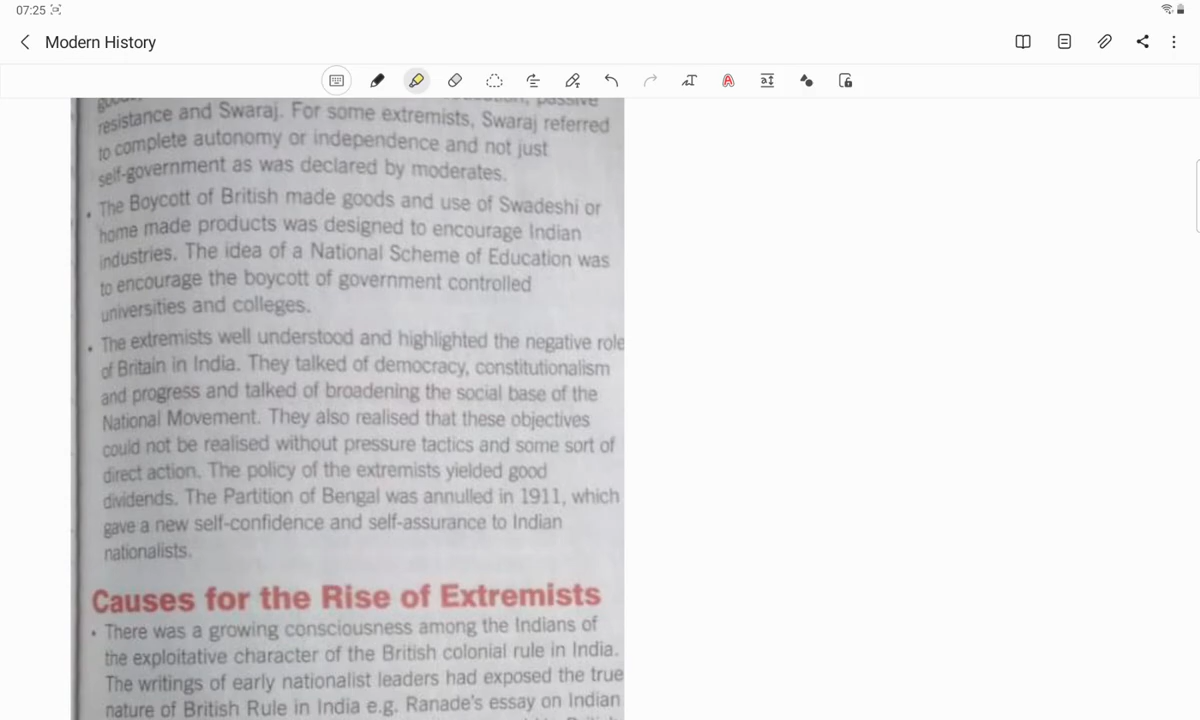 07:25
Modern History
passive
resistance and Swaraj. For some extremists, Swaraj referred
to complete autonomy or independence and not just
self-government as was declared by moderates.
• The Boycott of British made goods and use of Swadeshi or
home made products was designed to encourage Indian
industries. The idea of a National Scheme of Education was
to encourage the boycott of government controlled
universities and colleges.
• The extremists well understood and highlighted the negative role
of Britain in India. They talked of democracy, constitutionalism
and progress and talked of broadening the social base of the
National Movement. They also realised that these objectives
could not be realised without pressure tactics and some sort of
direct action. The policy of the extremists yielded good
dividends. The Partition of Bengal was annulled in 1911, which
gave a new self-confidence and self-assurance to Indian
nationalists.
Causes for the Rise of Extremists
• There was a growing consciousness among the Indians of
the exploitative character of the British colonial rule in India.
The writings of early nationalist leaders had exposed the true
nature of British Rule in India e.g. Ranade's essay on Indian